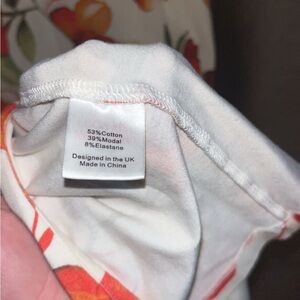 53%Cotton
39%Modal
8%Elastane
Designed in the UK
Made in China